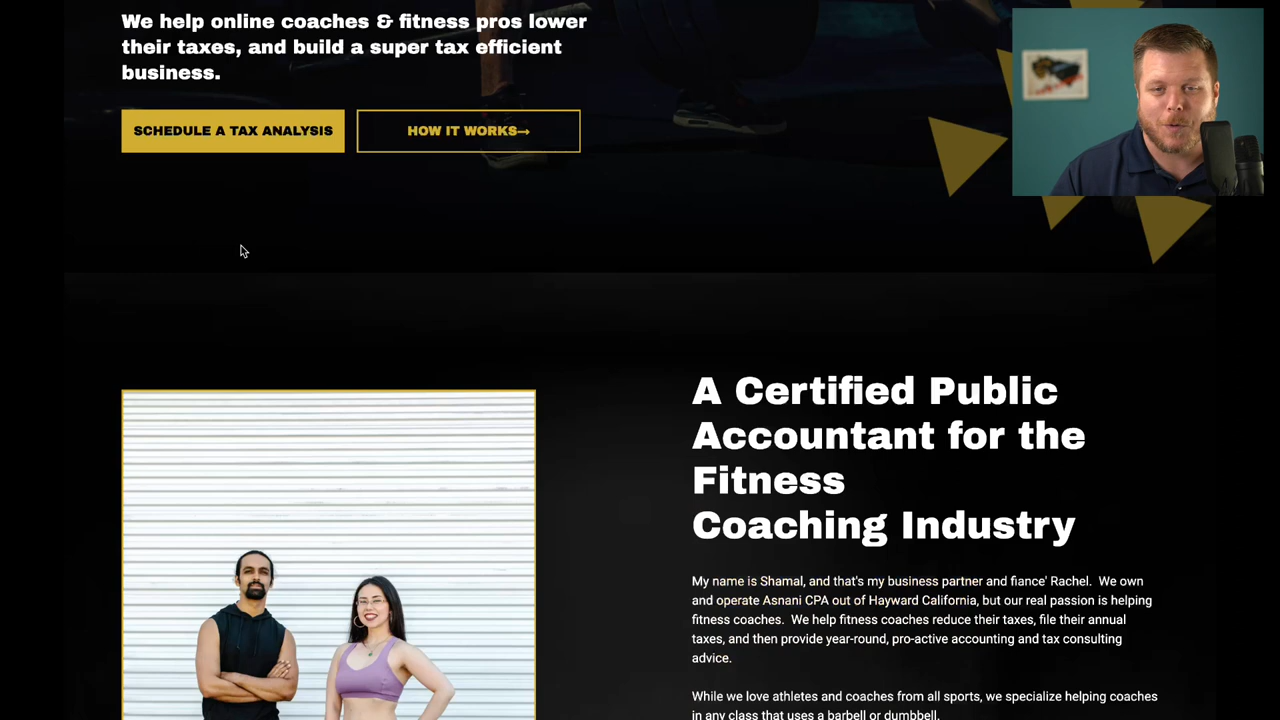 We help online coaches & fitness pros lower
their taxes, and build a super tax efficient
business.
SCHEDULE A TAX ANALYSIS
HOW IT WORKS→
A Certified Public
Accountant for the
Fitness
Coaching Industry
My name is Shamal, and that's my business partner and fiance' Rachel. We own
and operate Asnani CPA out of Hayward California, but our real passion is helping
fitness coaches. We help fitness coaches reduce their taxes, file their annual
taxes, and then provide year-round, pro-active accounting and tax consulting
advice.
While we love athletes and coaches from all sports, we specialize helping coaches
in any class that uses a barbell or dumbbell.